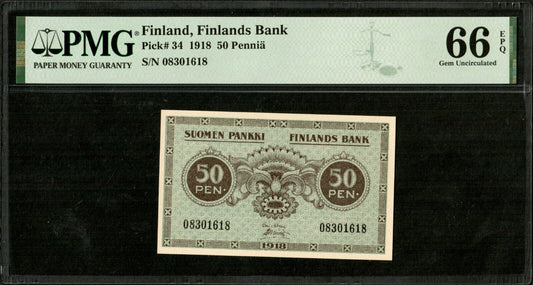 PMG
PAPER MONEY GUARANTY
Finland, Finlands Bank
Pick# 34 1918 50 Penniä
S/N 08301618
66 EPQ
Gem Uncirculated
SUOMEN PANKKI FINLANDS BANK
50 PEN. 50 PEN.
08301618 08301618
1918